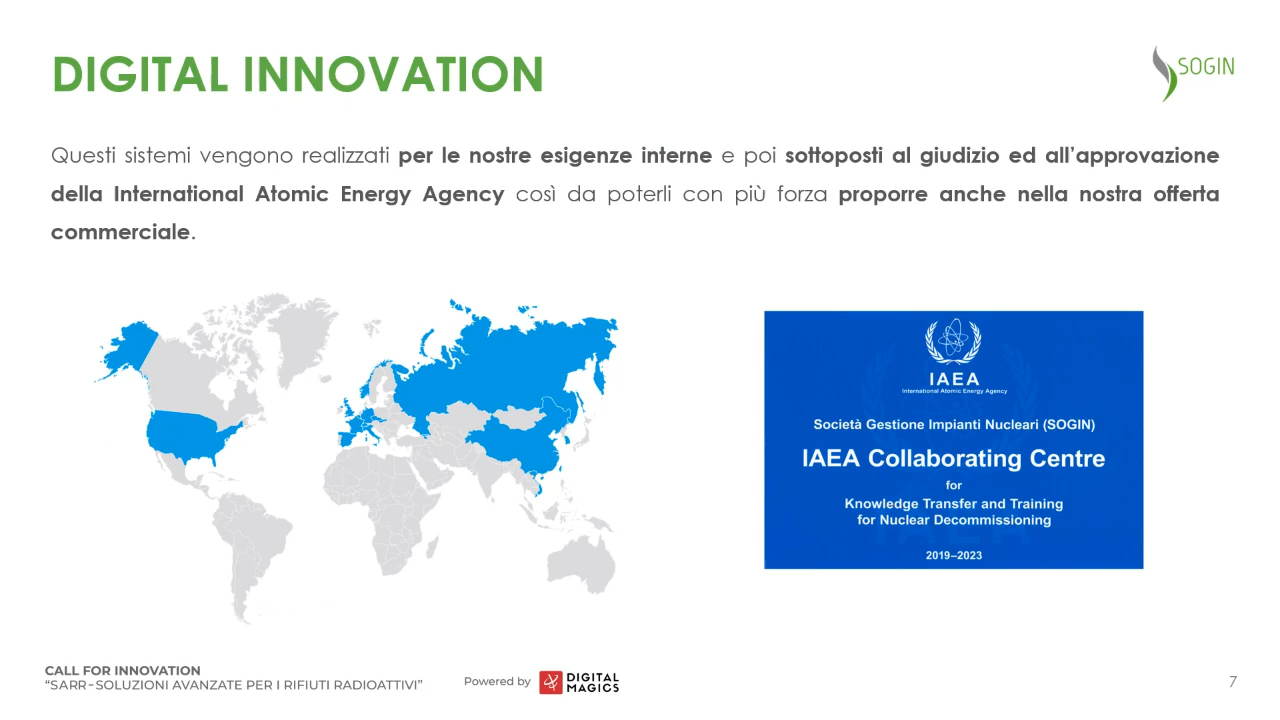 DIGITAL INNOVATION
SOGIN
Questi sistemi vengono realizzati per le nostre esigenze interne e poi sottoposti al giudizio ed all’approvazione
della International Atomic Energy Agency così da poterli con più forza proporre anche nella nostra offerta
commerciale.
IAEA
International Atomic Energy Agency
Società Gestione Impianti Nucleari (SOGIN)
IAEA Collaborating Centre
for
Knowledge Transfer and Training
for Nuclear Decommissioning
2019–2023
CALL FOR INNOVATION
“SARR-SOLUZIONI AVANZATE PER I RIFIUTI RADIOATTIVI”
Powered by
DIGITAL
MAGICS
7